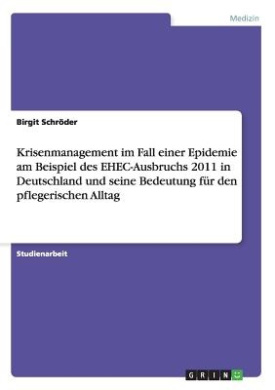 Medizin
Birgit Schröder
Krisenmanagement im Fall einer Epidemie
am Beispiel des EHEC-Ausbruchs 2011 in
Deutschland und seine Bedeutung für den
pflegerischen Alltag
Studienarbeit
GRIN